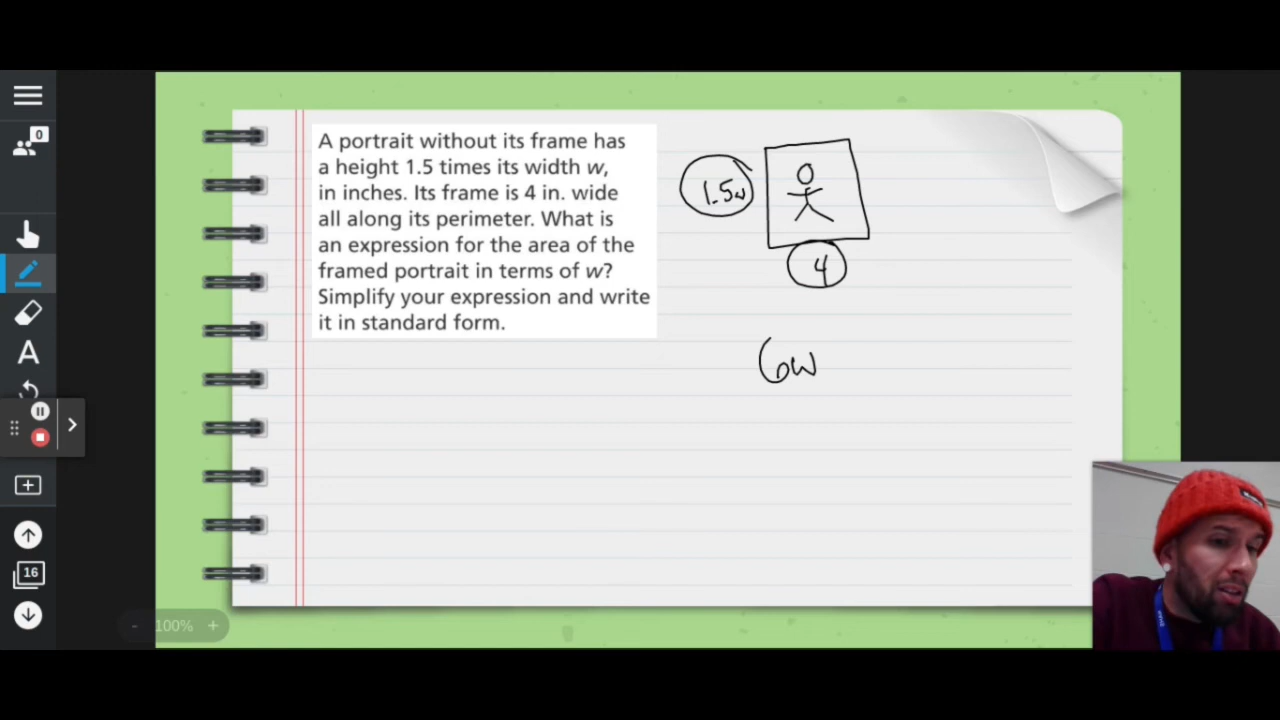 0
A portrait without its frame has
a height 1.5 times its width w,
in inches. Its frame is 4 in. wide
all along its perimeter. What is
an expression for the area of the
framed portrait in terms of w?
Simplify your expression and write
it in standard form.
1.5w
4
6w
A
16
- 100% +